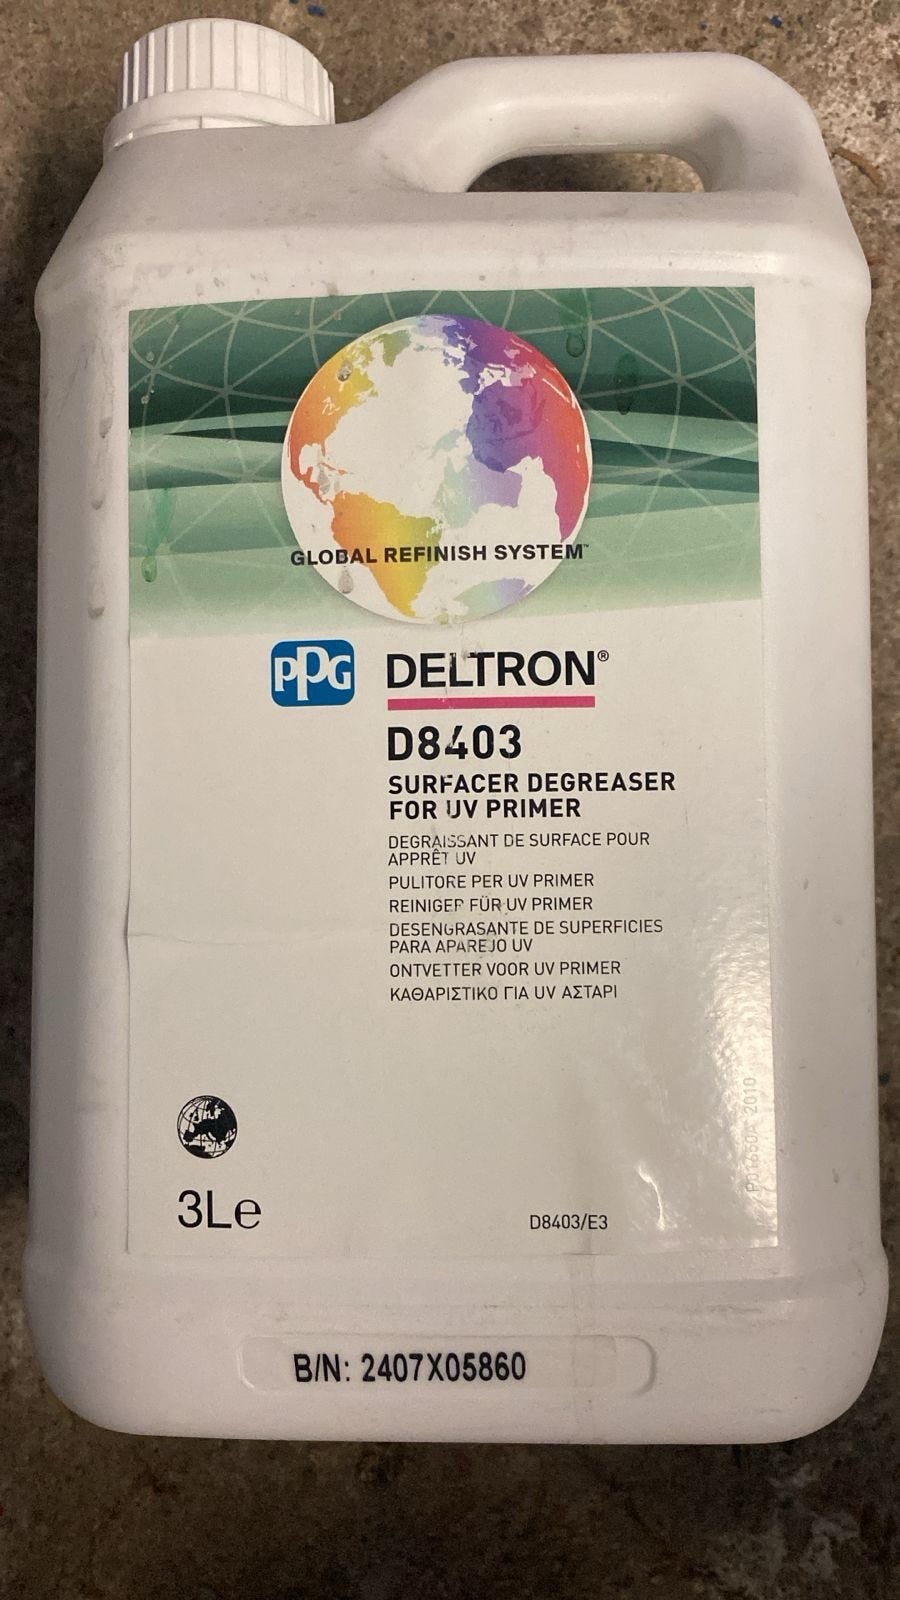 GLOBAL REFINISH SYSTEM™
PPG DELTRON®
D8403
SURFACER DEGREASER
FOR UV PRIMER
DEGRAISSANT DE SURFACE POUR
APPRÊT UV
PULITORE PER UV PRIMER
REINIGER FÜR UV PRIMER
DESENGRASANTE DE SUPERFICIES
PARA APAREJO UV
ONTVETTER VOOR UV PRIMER
ΚΑΘΑΡΙΣΤΙΚΟ ΓΙΑ UV ΑΣΤΑΡΙ
3Le
D8403/E3
2010
B/N: 2407X05860